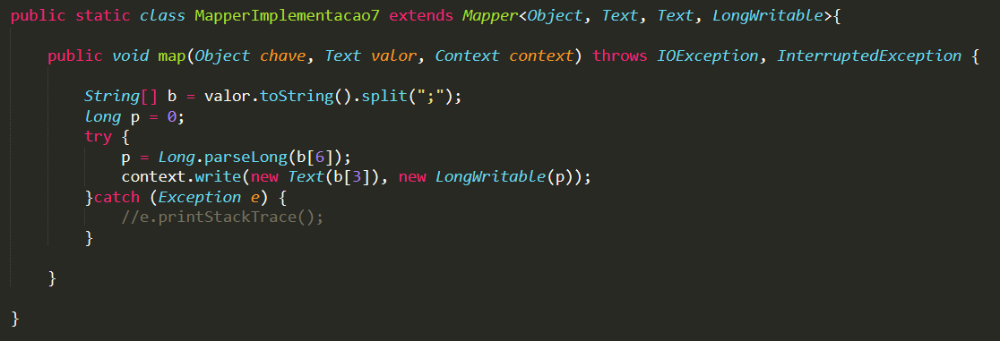 public static class MapperImplementacao7 extends Mapper<Object, Text, Text, LongWritable>{
public void map(Object chave, Text valor, Context context) throws IOException, InterruptedException {
String[] b = valor.toString().split(";");
long p = 0;
try {
p = Long.parseLong(b[6]);
context.write(new Text(b[3]), new LongWritable(p));
}catch (Exception e) {
//e.printStackTrace();
}
}
}